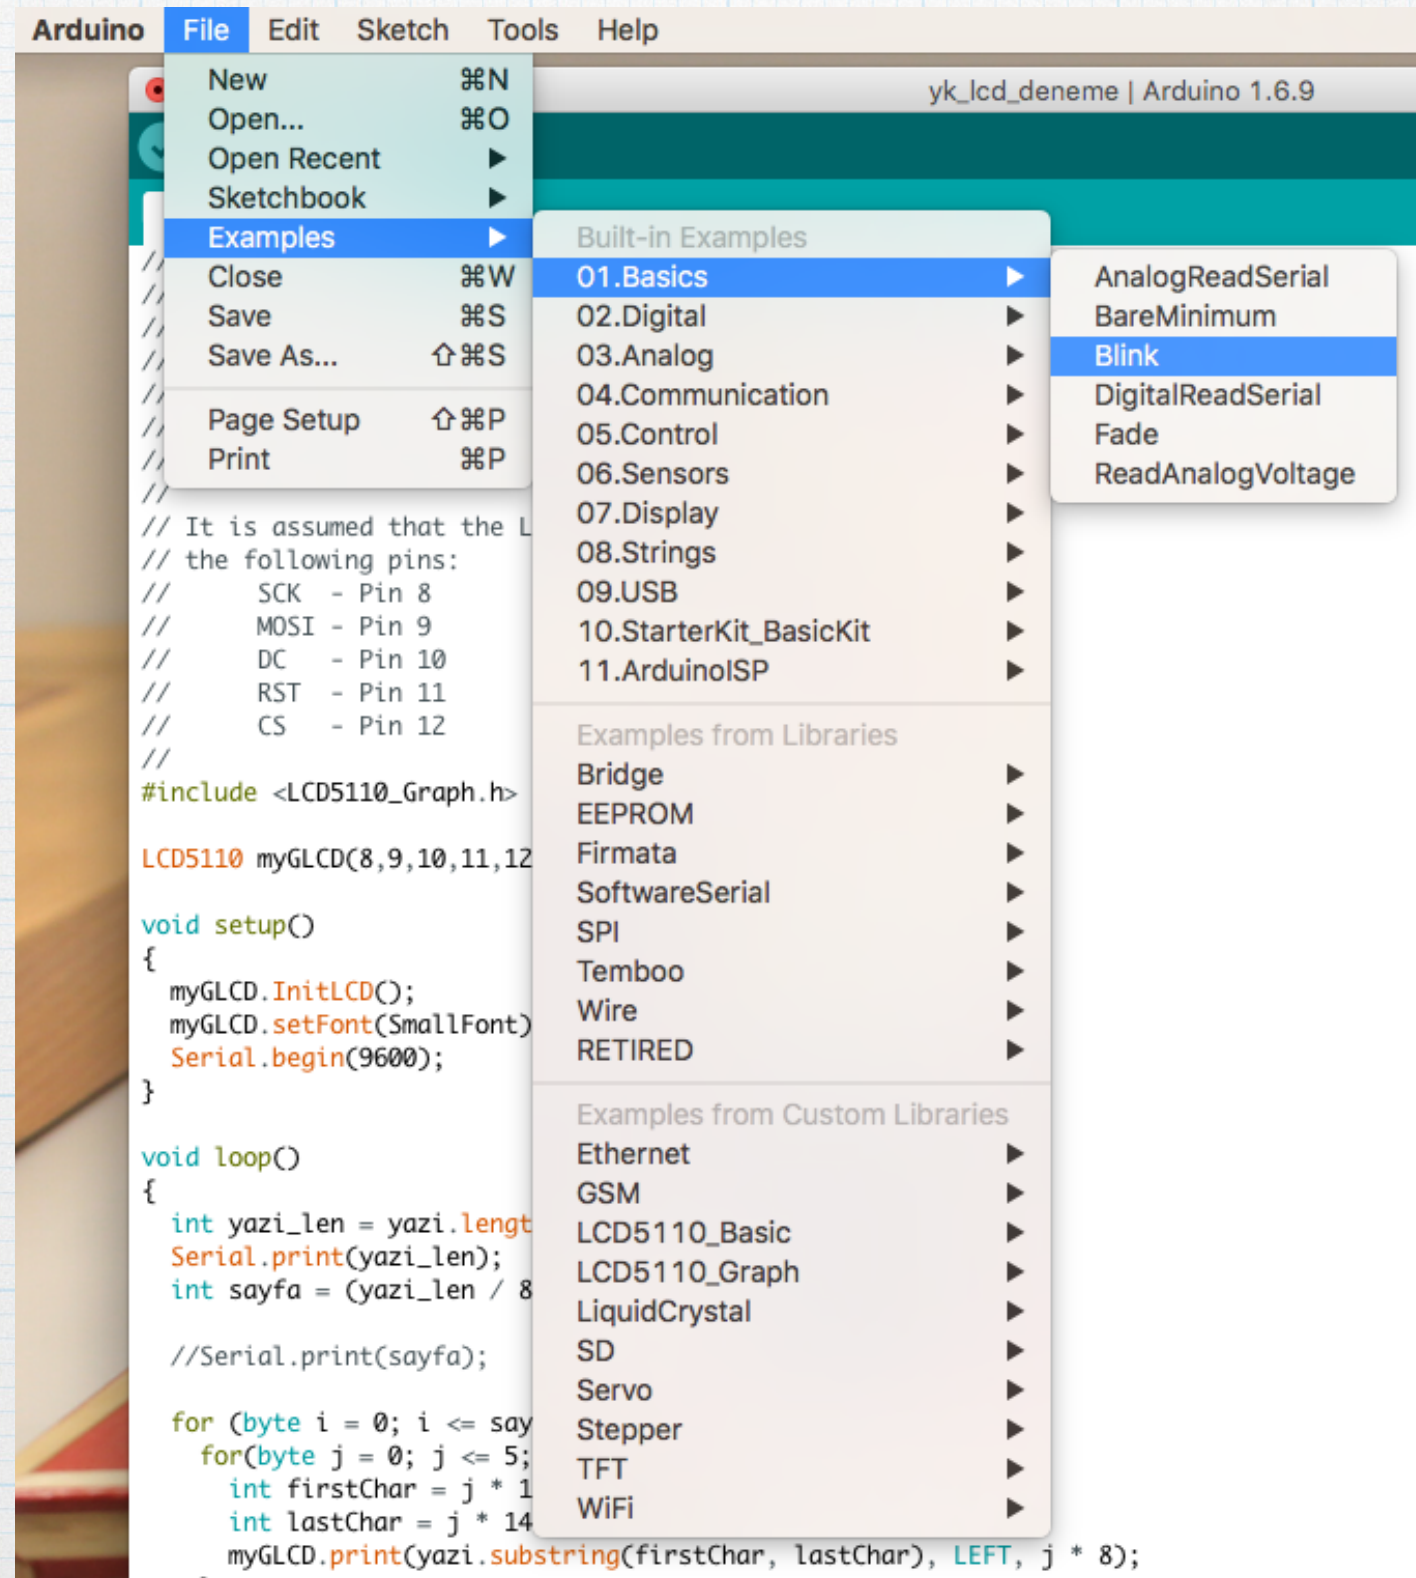 Arduino File Edit Sketch Tools Help
yk_lcd_deneme | Arduino 1.6.9
New ⌘N
Open... ⌘O
Open Recent ▶
Sketchbook ▶
Examples ▶
Close ⌘W
Save ⌘S
Save As... ⇧⌘S
Page Setup ⇧⌘P
Print ⌘P
Built-in Examples
01.Basics ▶
02.Digital ▶
03.Analog ▶
04.Communication ▶
05.Control ▶
06.Sensors ▶
07.Display ▶
08.Strings ▶
09.USB ▶
10.StarterKit_BasicKit ▶
11.ArduinoISP ▶
Examples from Libraries
Bridge ▶
EEPROM ▶
Firmata ▶
SoftwareSerial ▶
SPI ▶
Temboo ▶
Wire ▶
RETIRED ▶
Examples from Custom Libraries
Ethernet ▶
GSM ▶
LCD5110_Basic ▶
LCD5110_Graph ▶
LiquidCrystal ▶
SD ▶
Servo ▶
Stepper ▶
TFT ▶
WiFi ▶
AnalogReadSerial
BareMinimum
Blink
DigitalReadSerial
Fade
ReadAnalogVoltage
//
//
//
//
//
//
//
//
// It is assumed that the L
// the following pins:
// SCK - Pin 8
// MOSI - Pin 9
// DC - Pin 10
// RST - Pin 11
// CS - Pin 12
//
#include <LCD5110_Graph.h>
LCD5110 myGLCD(8,9,10,11,12
void setup()
{
myGLCD.InitLCD();
myGLCD.setFont(SmallFont)
Serial.begin(9600);
}
void loop()
{
int yazi_len = yazi.lengt
Serial.print(yazi_len);
int sayfa = (yazi_len / 8
//Serial.print(sayfa);
for (byte i = 0; i <= say
for(byte j = 0; j <= 5;
int firstChar = j * 1
int lastChar = j * 14
myGLCD.print(yazi.substring(firstChar, lastChar), LEFT, j * 8);